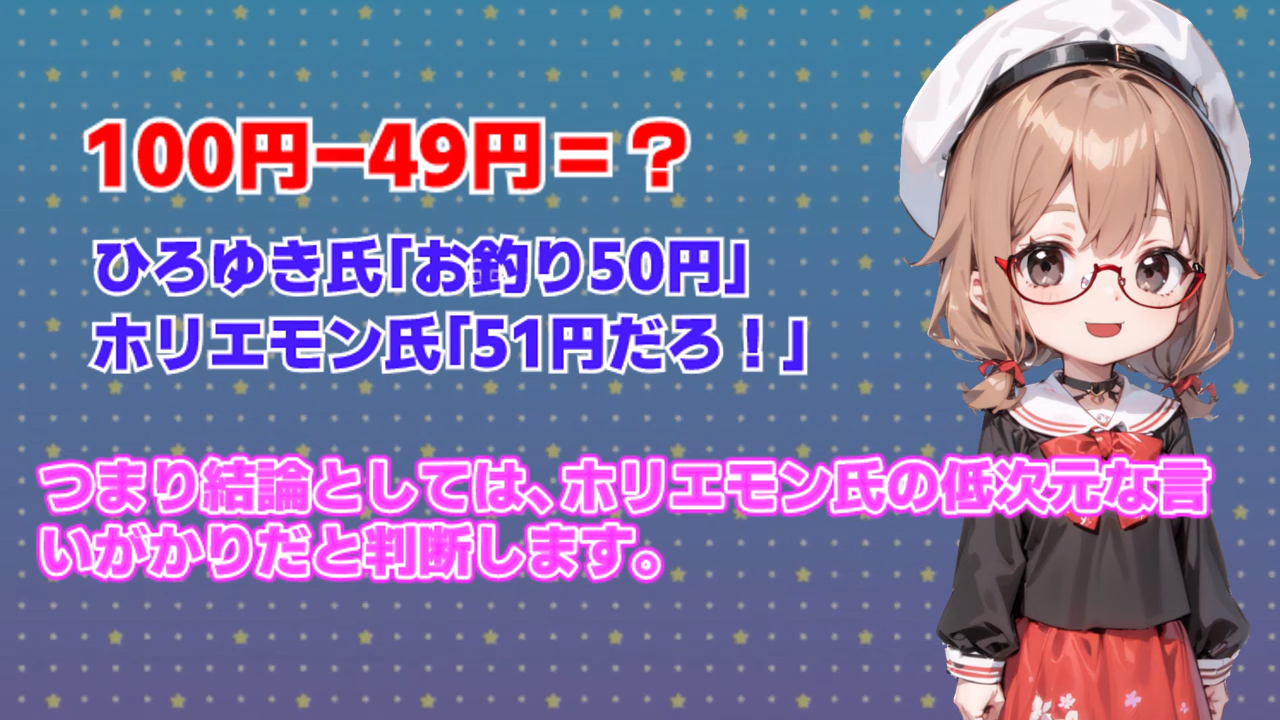 100円−49円＝？
ひろゆき氏「お釣り50円」
ホリエモン氏「51円だろ！」
つまり結論としては、ホリエモン氏の低次元な言
いがかりだと判断します。